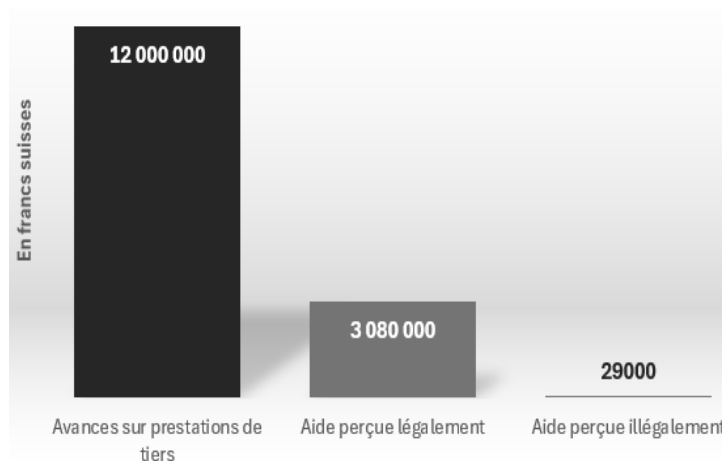 12 000 000
En francs suisses
3 080 000
29000
Avances sur prestations de
tiers
Aide perçue légalement
Aide perçue illégalement